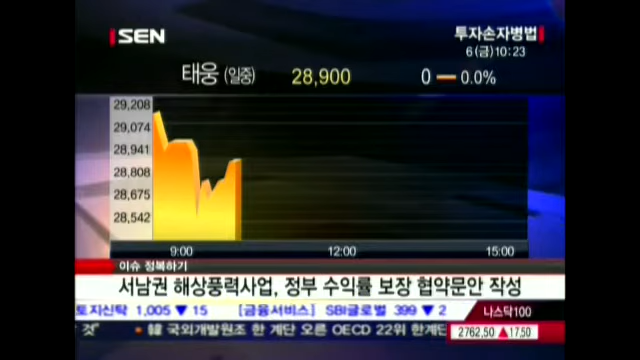 SEN
투자손자병법
6(금)10:23
태웅 (일중) 28,900 0 0.0%
29,208
29,074
28,941
28,808
28,675
28,542
9:00 12:00 15:00
이슈 정복하기
서남권 해상풍력사업, 정부 수익률 보장 협약문안 작성
토지신탁 1,005 ▼ 15 [금융서비스] SBI글로벌 399 ▼ 2
나스닥100
것" 韓 국외개발원조 한 계단 오른 OECD 22위 한계단
2762,50 ▲17,50